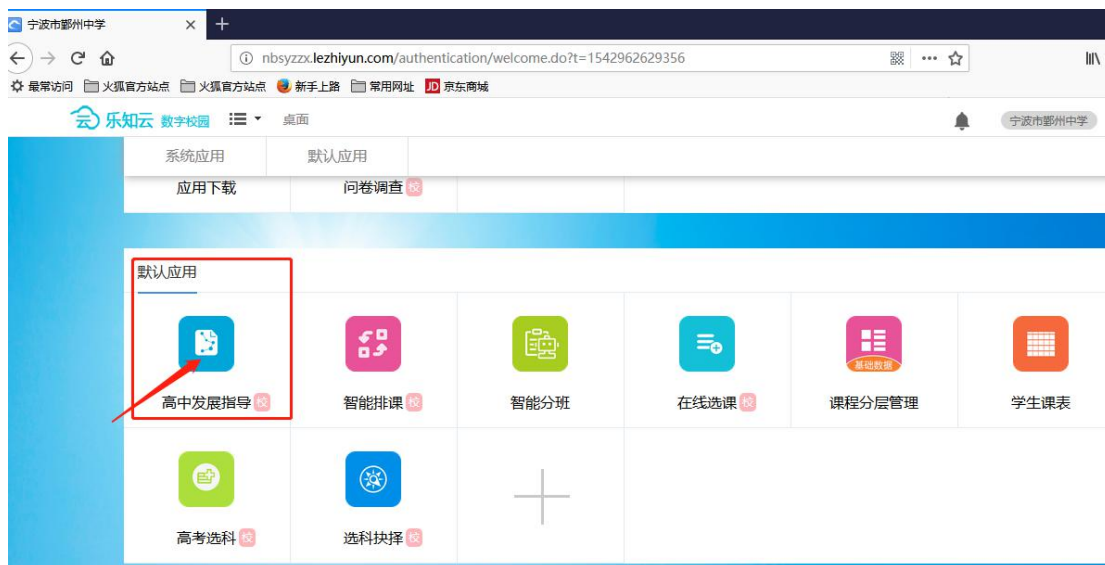 宁波市鄞州中学
nbsyzzx.lezhiyun.com/authentication/welcome.do?t=1542962629356
最常访问 火狐官方站点 火狐官方站点 新手上路 常用网址 JD 京东商城
云 乐知云 数字校园 桌面 宁波市鄞州中学
系统应用 默认应用
应用下载 问卷调查 校
默认应用
基础数据
高中发展指导 校 智能排课 校 智能分班 在线选课 校 课程分层管理 学生课表
高考选科 校 选科抉择 校